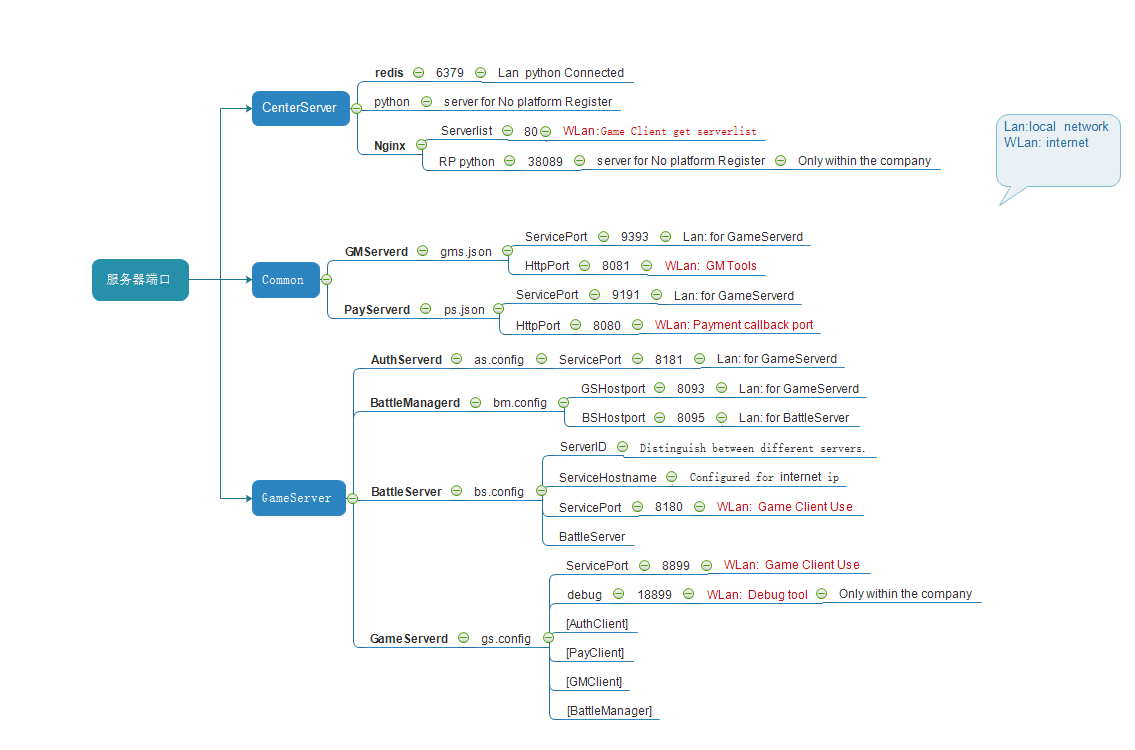 redis 6379 Lan python Connected
CenterServer
python server for No platform Register
Nginx
Serverlist 80 WLan:Game Client get serverlist
RP python 38089 server for No platform Register Only within the company
Lan:local network
WLan: internet
服务器端口
Common
GMServerd gms.json
ServicePort 9393 Lan: for GameServerd
HttpPort 8081 WLan: GM Tools
PayServerd ps.json
ServicePort 9191 Lan: for GameServerd
HttpPort 8080 WLan: Payment callback port
GameServer
AuthServerd as.config ServicePort 8181 Lan: for GameServerd
BattleManagerd bm.config
GSHostport 8093 Lan: for GameServerd
BSHostport 8095 Lan: for BattleServer
BattleServer bs.config
ServerID Distinguish between different servers.
ServiceHostname Configured for internet ip
ServicePort 8180 WLan: Game Client Use
BattleServer
GameServerd gs.config
ServicePort 8899 WLan: Game Client Use
debug 18899 WLan: Debug tool Only within the company
[AuthClient]
[PayClient]
[GMClient]
[BattleManager]